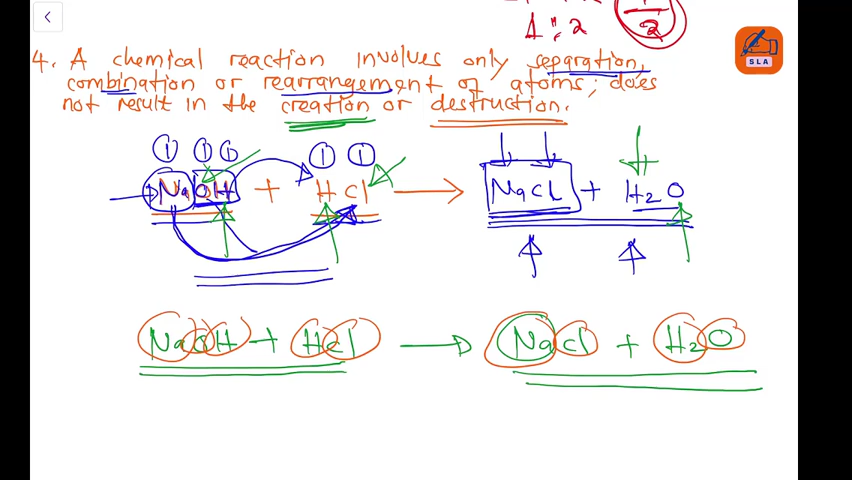 1
A : 2
2
SLA
4. A chemical reaction involves only separation,
combination or rearrangement of atoms; does
not result in the creation or destruction.
1 1 1 1 1
NaOH + HCl → NaCl + H2O
NaOH + HCl → NaCl + H2O